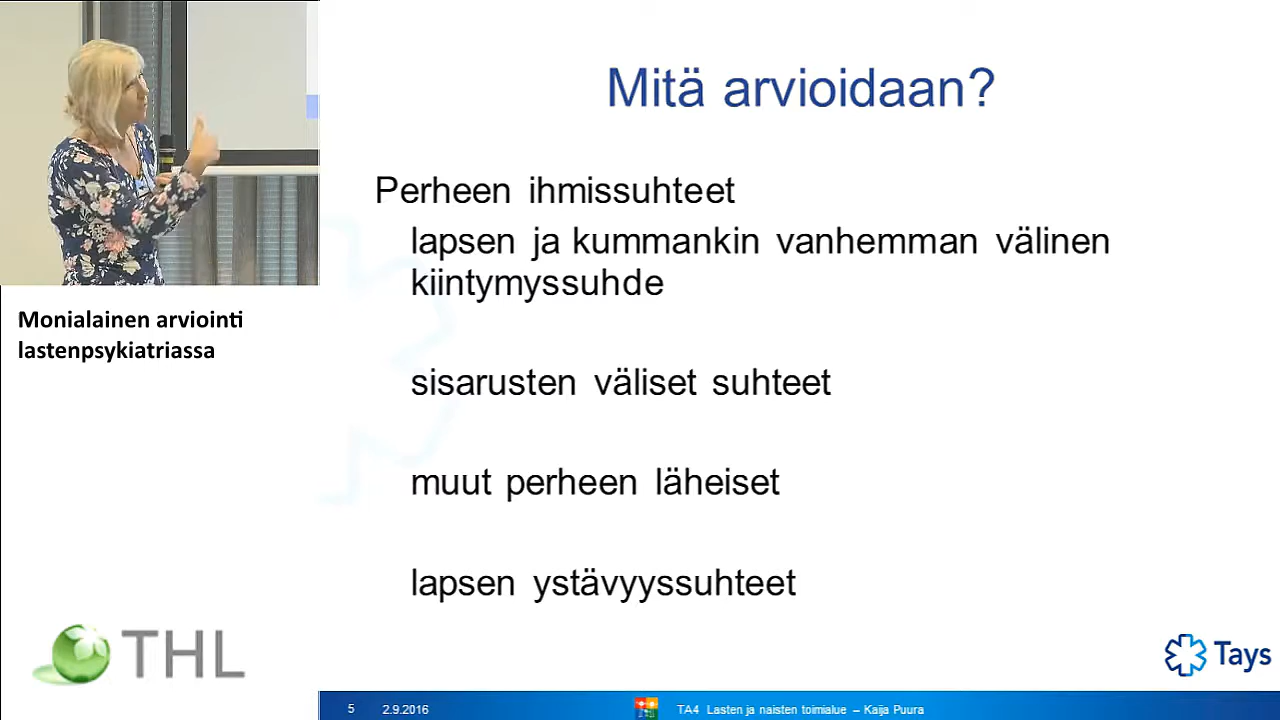 Mitä arvioidaan?
Perheen ihmissuhteet
lapsen ja kummankin vanhemman välinen
kiintymyssuhde
sisarusten väliset suhteet
muut perheen läheiset
lapsen ystävyyssuhteet
Monialainen arviointi
lastenpsykiatriassa
THL
Tays
5 2.9.2016 TA4 Lasten ja naisten toimialue – Kaija Puura